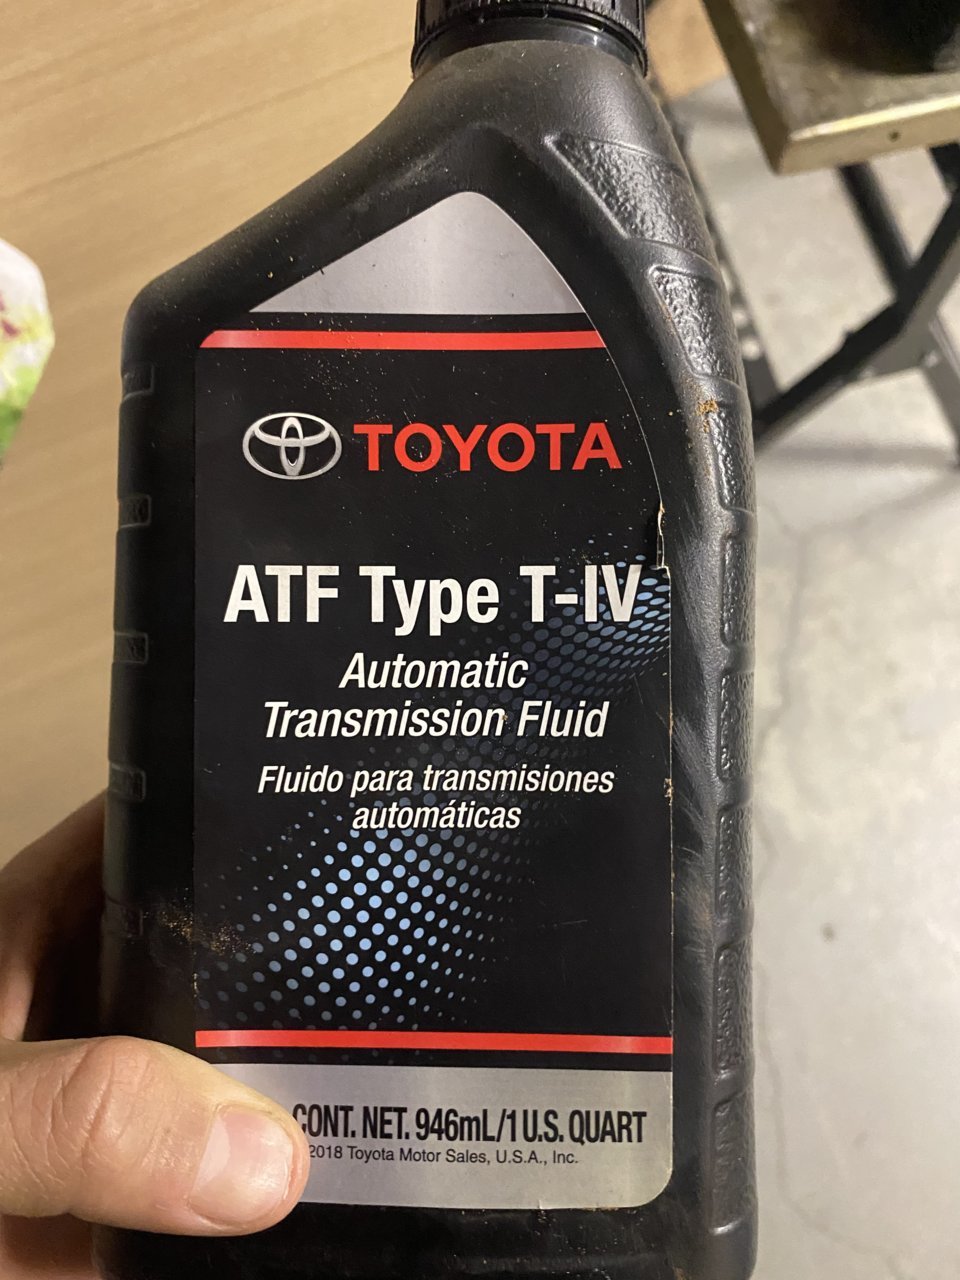 TOYOTA
ATF Type T-IV
Automatic
Transmission Fluid
Fluido para transmisiones
automáticas
CONT. NET. 946mL/1 U.S. QUART
2018 Toyota Motor Sales, U.S.A., Inc.